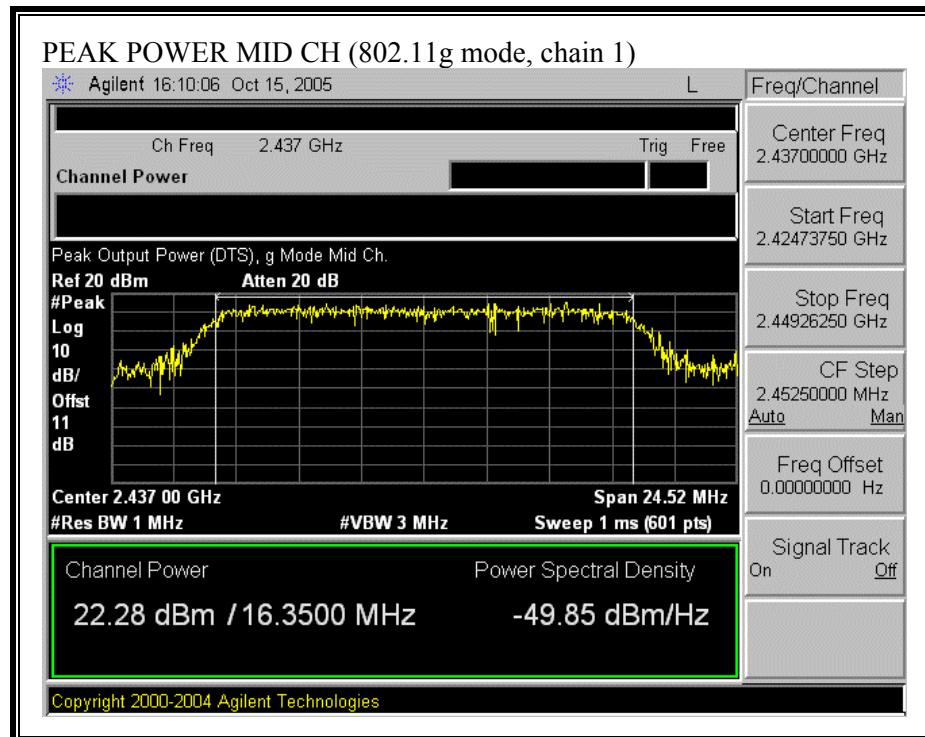 PEAK POWER MID CH (802.11g mode, chain 1)
Agilent 16:10:06 Oct 15, 2005 L Freq/Channel
Ch Freq 2.437 GHz Trig Free
Channel Power
Center Freq
2.43700000 GHz
Start Freq
2.42473750 GHz
Stop Freq
2.44926250 GHz
CF Step
2.45250000 MHz
Auto Man
Freq Offset
0.00000000 Hz
Signal Track
On Off
Peak Output Power (DTS), g Mode Mid Ch.
Ref 20 dBm Atten 20 dB
#Peak
Log
10
dB/
Offst
11
dB
Center 2.437 00 GHz Span 24.52 MHz
#Res BW 1 MHz #VBW 3 MHz Sweep 1 ms (601 pts)
Channel Power Power Spectral Density
22.28 dBm / 16.3500 MHz -49.85 dBm/Hz
Copyright 2000-2004 Agilent Technologies